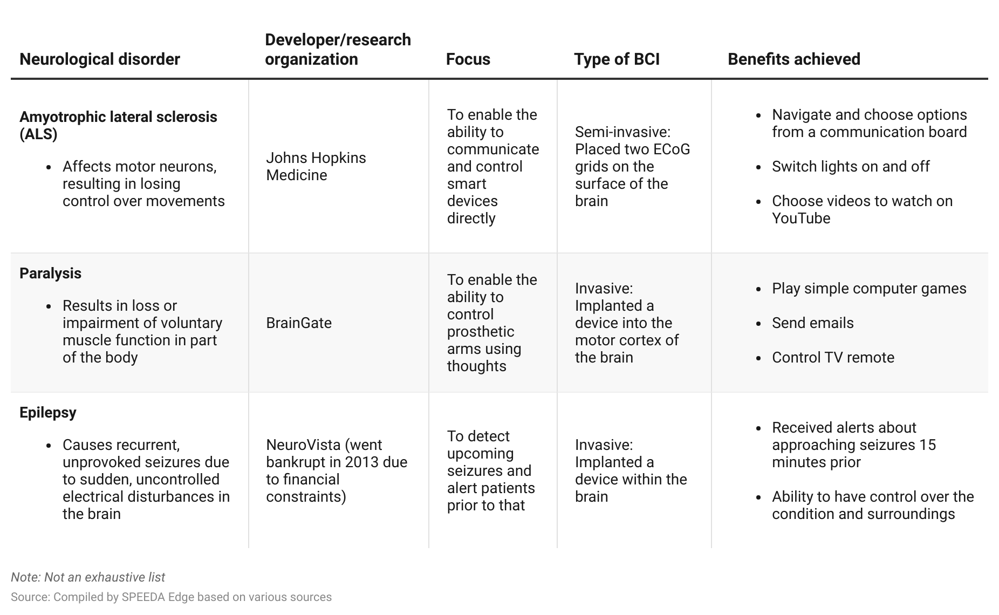 Neurological disorder
Developer/research
organization
Focus
Type of BCI
Benefits achieved
Amyotrophic lateral sclerosis
(ALS)
• Affects motor neurons,
resulting in losing
control over movements
Johns Hopkins
Medicine
To enable the
ability to
communicate
and control
smart
devices
directly
Semi-invasive:
Placed two ECoG
grids on the
surface of the
brain
• Navigate and choose options
from a communication board
• Switch lights on and off
• Choose videos to watch on
YouTube
Paralysis
• Results in loss or
impairment of voluntary
muscle function in part
of the body
BrainGate
To enable the
ability to
control
prosthetic
arms using
thoughts
Invasive:
Implanted a
device into the
motor cortex of
the brain
• Play simple computer games
• Send emails
• Control TV remote
Epilepsy
• Causes recurrent,
unprovoked seizures due
to sudden, uncontrolled
electrical disturbances in
the brain
NeuroVista (went
bankrupt in 2013 due
to financial
constraints)
To detect
upcoming
seizures and
alert patients
prior to that
Invasive:
Implanted a
device within the
brain
• Received alerts about
approaching seizures 15
minutes prior
• Ability to have control over the
condition and surroundings
Note: Not an exhaustive list
Source: Compiled by SPEEDA Edge based on various sources